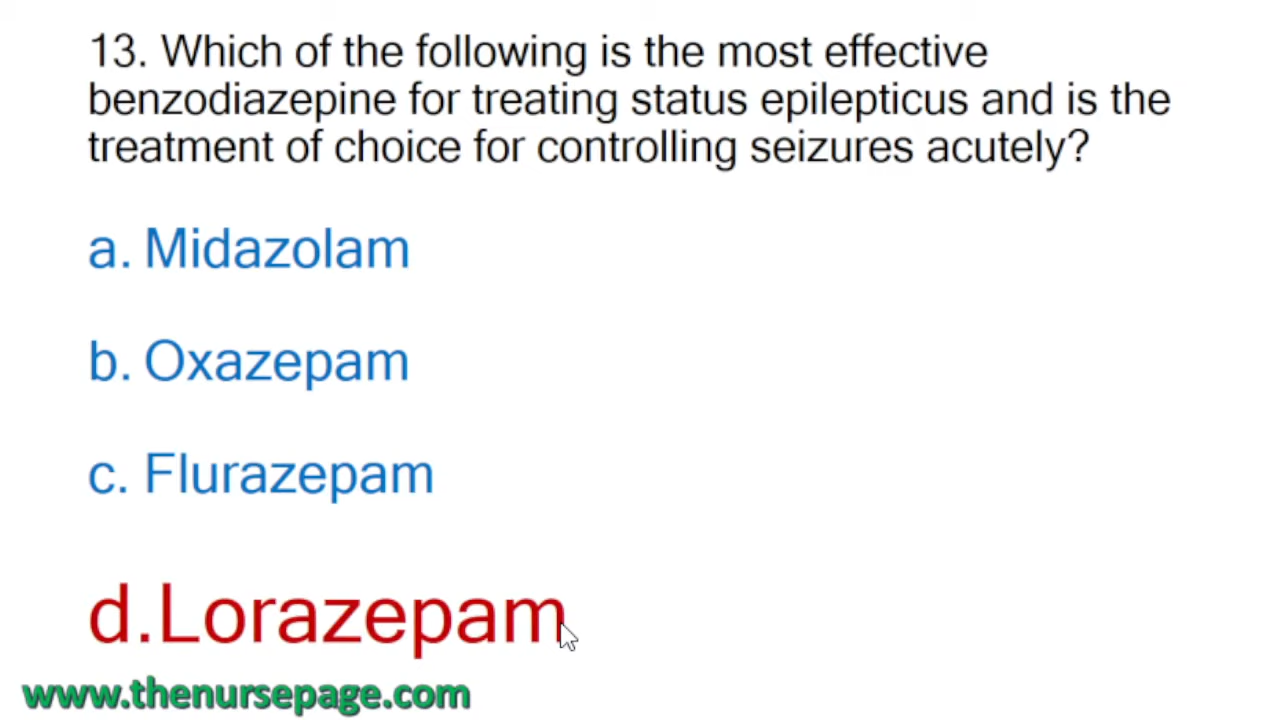 13. Which of the following is the most effective
benzodiazepine for treating status epilepticus and is the
treatment of choice for controlling seizures acutely?
a. Midazolam
b. Oxazepam
c. Flurazepam
d.Lorazepam
www.thenursepage.com